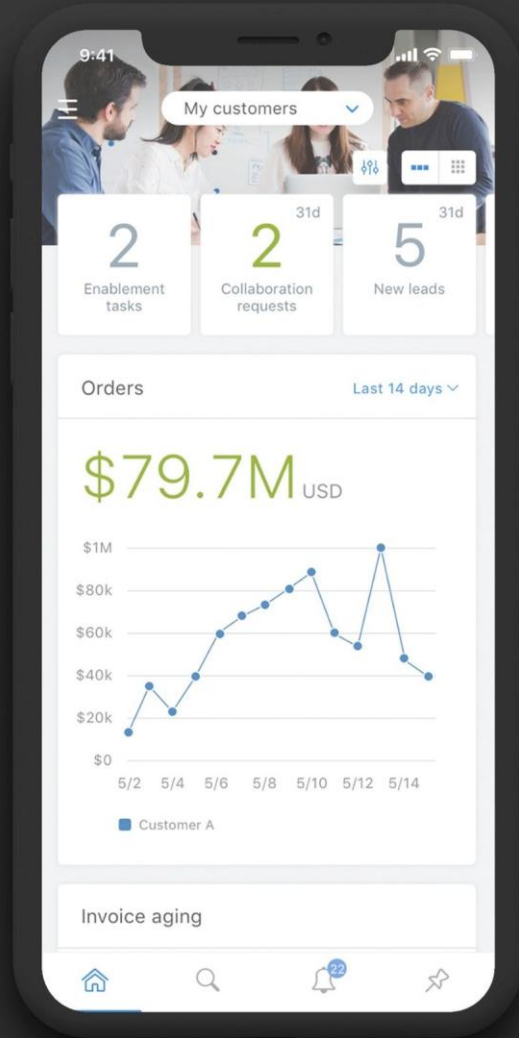 9:41
My customers
31d
31d
2
2
5
Enablement
tasks
Collaboration
requests
New leads
Orders
Last 14 days
$79.7M USD
$1M
$80k
$60k
$40k
$20k
$0
5/2 5/4 5/6 5/8 5/10 5/12 5/14
Customer A
Invoice aging
22